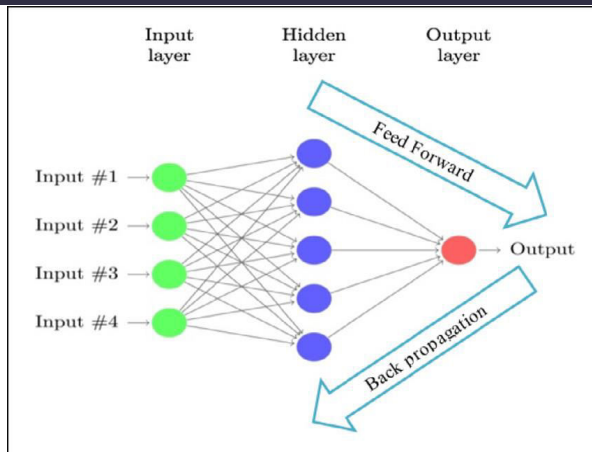 Input
layer
Hidden
layer
Output
layer
Feed Forward
Input #1
Input #2
Input #3
Input #4
Output
Back propagation